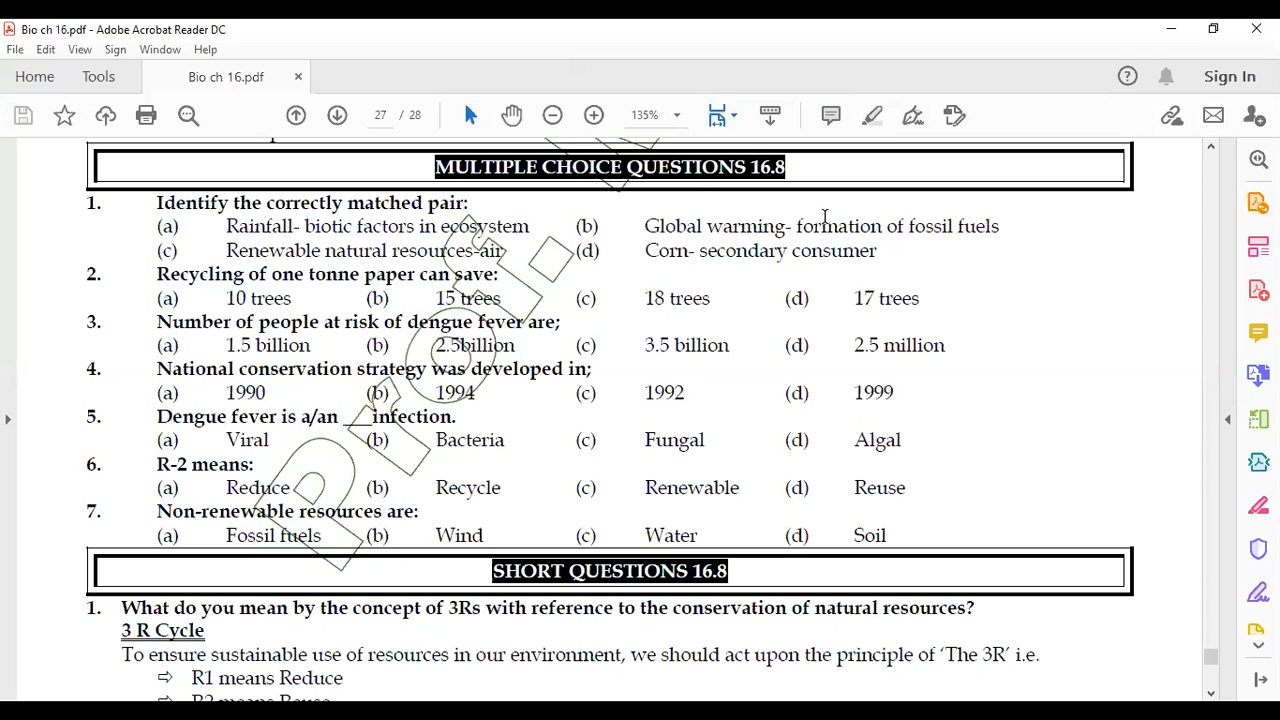 Bio ch 16.pdf - Adobe Acrobat Reader DC
File Edit View Sign Window Help
Home Tools Bio ch 16.pdf × Sign In
27 / 28 135%
MULTIPLE CHOICE QUESTIONS 16.8
1. Identify the correctly matched pair:
(a) Rainfall- biotic factors in ecosystem (b) Global warming- formation of fossil fuels
(c) Renewable natural resources-air (d) Corn- secondary consumer
2. Recycling of one tonne paper can save:
(a) 10 trees (b) 15 trees (c) 18 trees (d) 17 trees
3. Number of people at risk of dengue fever are;
(a) 1.5 billion (b) 2.5billion (c) 3.5 billion (d) 2.5 million
4. National conservation strategy was developed in;
(a) 1990 (b) 1994 (c) 1992 (d) 1999
5. Dengue fever is a/an ___infection.
(a) Viral (b) Bacteria (c) Fungal (d) Algal
6. R-2 means:
(a) Reduce (b) Recycle (c) Renewable (d) Reuse
7. Non-renewable resources are:
(a) Fossil fuels (b) Wind (c) Water (d) Soil
SHORT QUESTIONS 16.8
1. What do you mean by the concept of 3Rs with reference to the conservation of natural resources?
3 R Cycle
To ensure sustainable use of resources in our environment, we should act upon the principle of ‘The 3R’ i.e.
⇨ R1 means Reduce
⇨ R2 means Reuse
Prof.